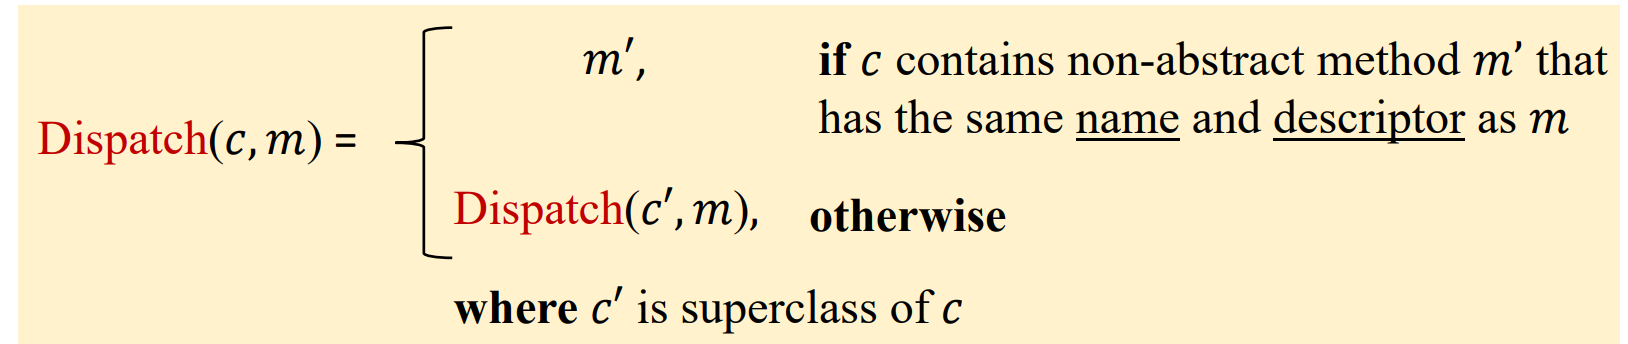 m′, if c contains non-abstract method m’ that
has the same name and descriptor as m
Dispatch(c, m) =
Dispatch(c′, m), otherwise
where c′ is superclass of c